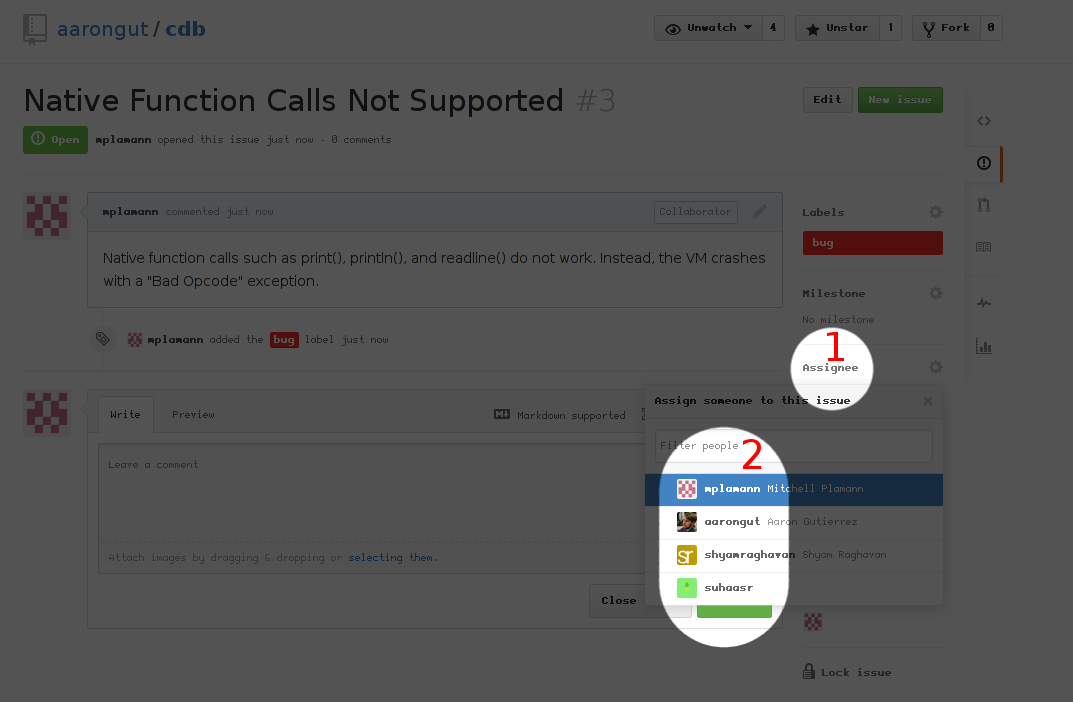 aarongut / cdb
Unwatch 4 Unstar 1 Fork 0
Native Function Calls Not Supported #3
Edit New issue
Open mplamann opened this issue just now · 0 comments
mplamann commented just now Collaborator
Native function calls such as print(), println(), and readline() do not work. Instead, the VM crashes
with a "Bad Opcode" exception.
mplamann added the bug label just now
Labels
bug
Milestone
No milestone
1
Assignee
Write Preview Markdown supported
Leave a comment
Attach images by dragging & dropping or selecting them.
Close
Assign someone to this issue
Filter people
2
mplamann Mitchell Plamann
aarongut Aaron Gutierrez
shyamraghavan Shyam Raghavan
suhaasr
Lock issue